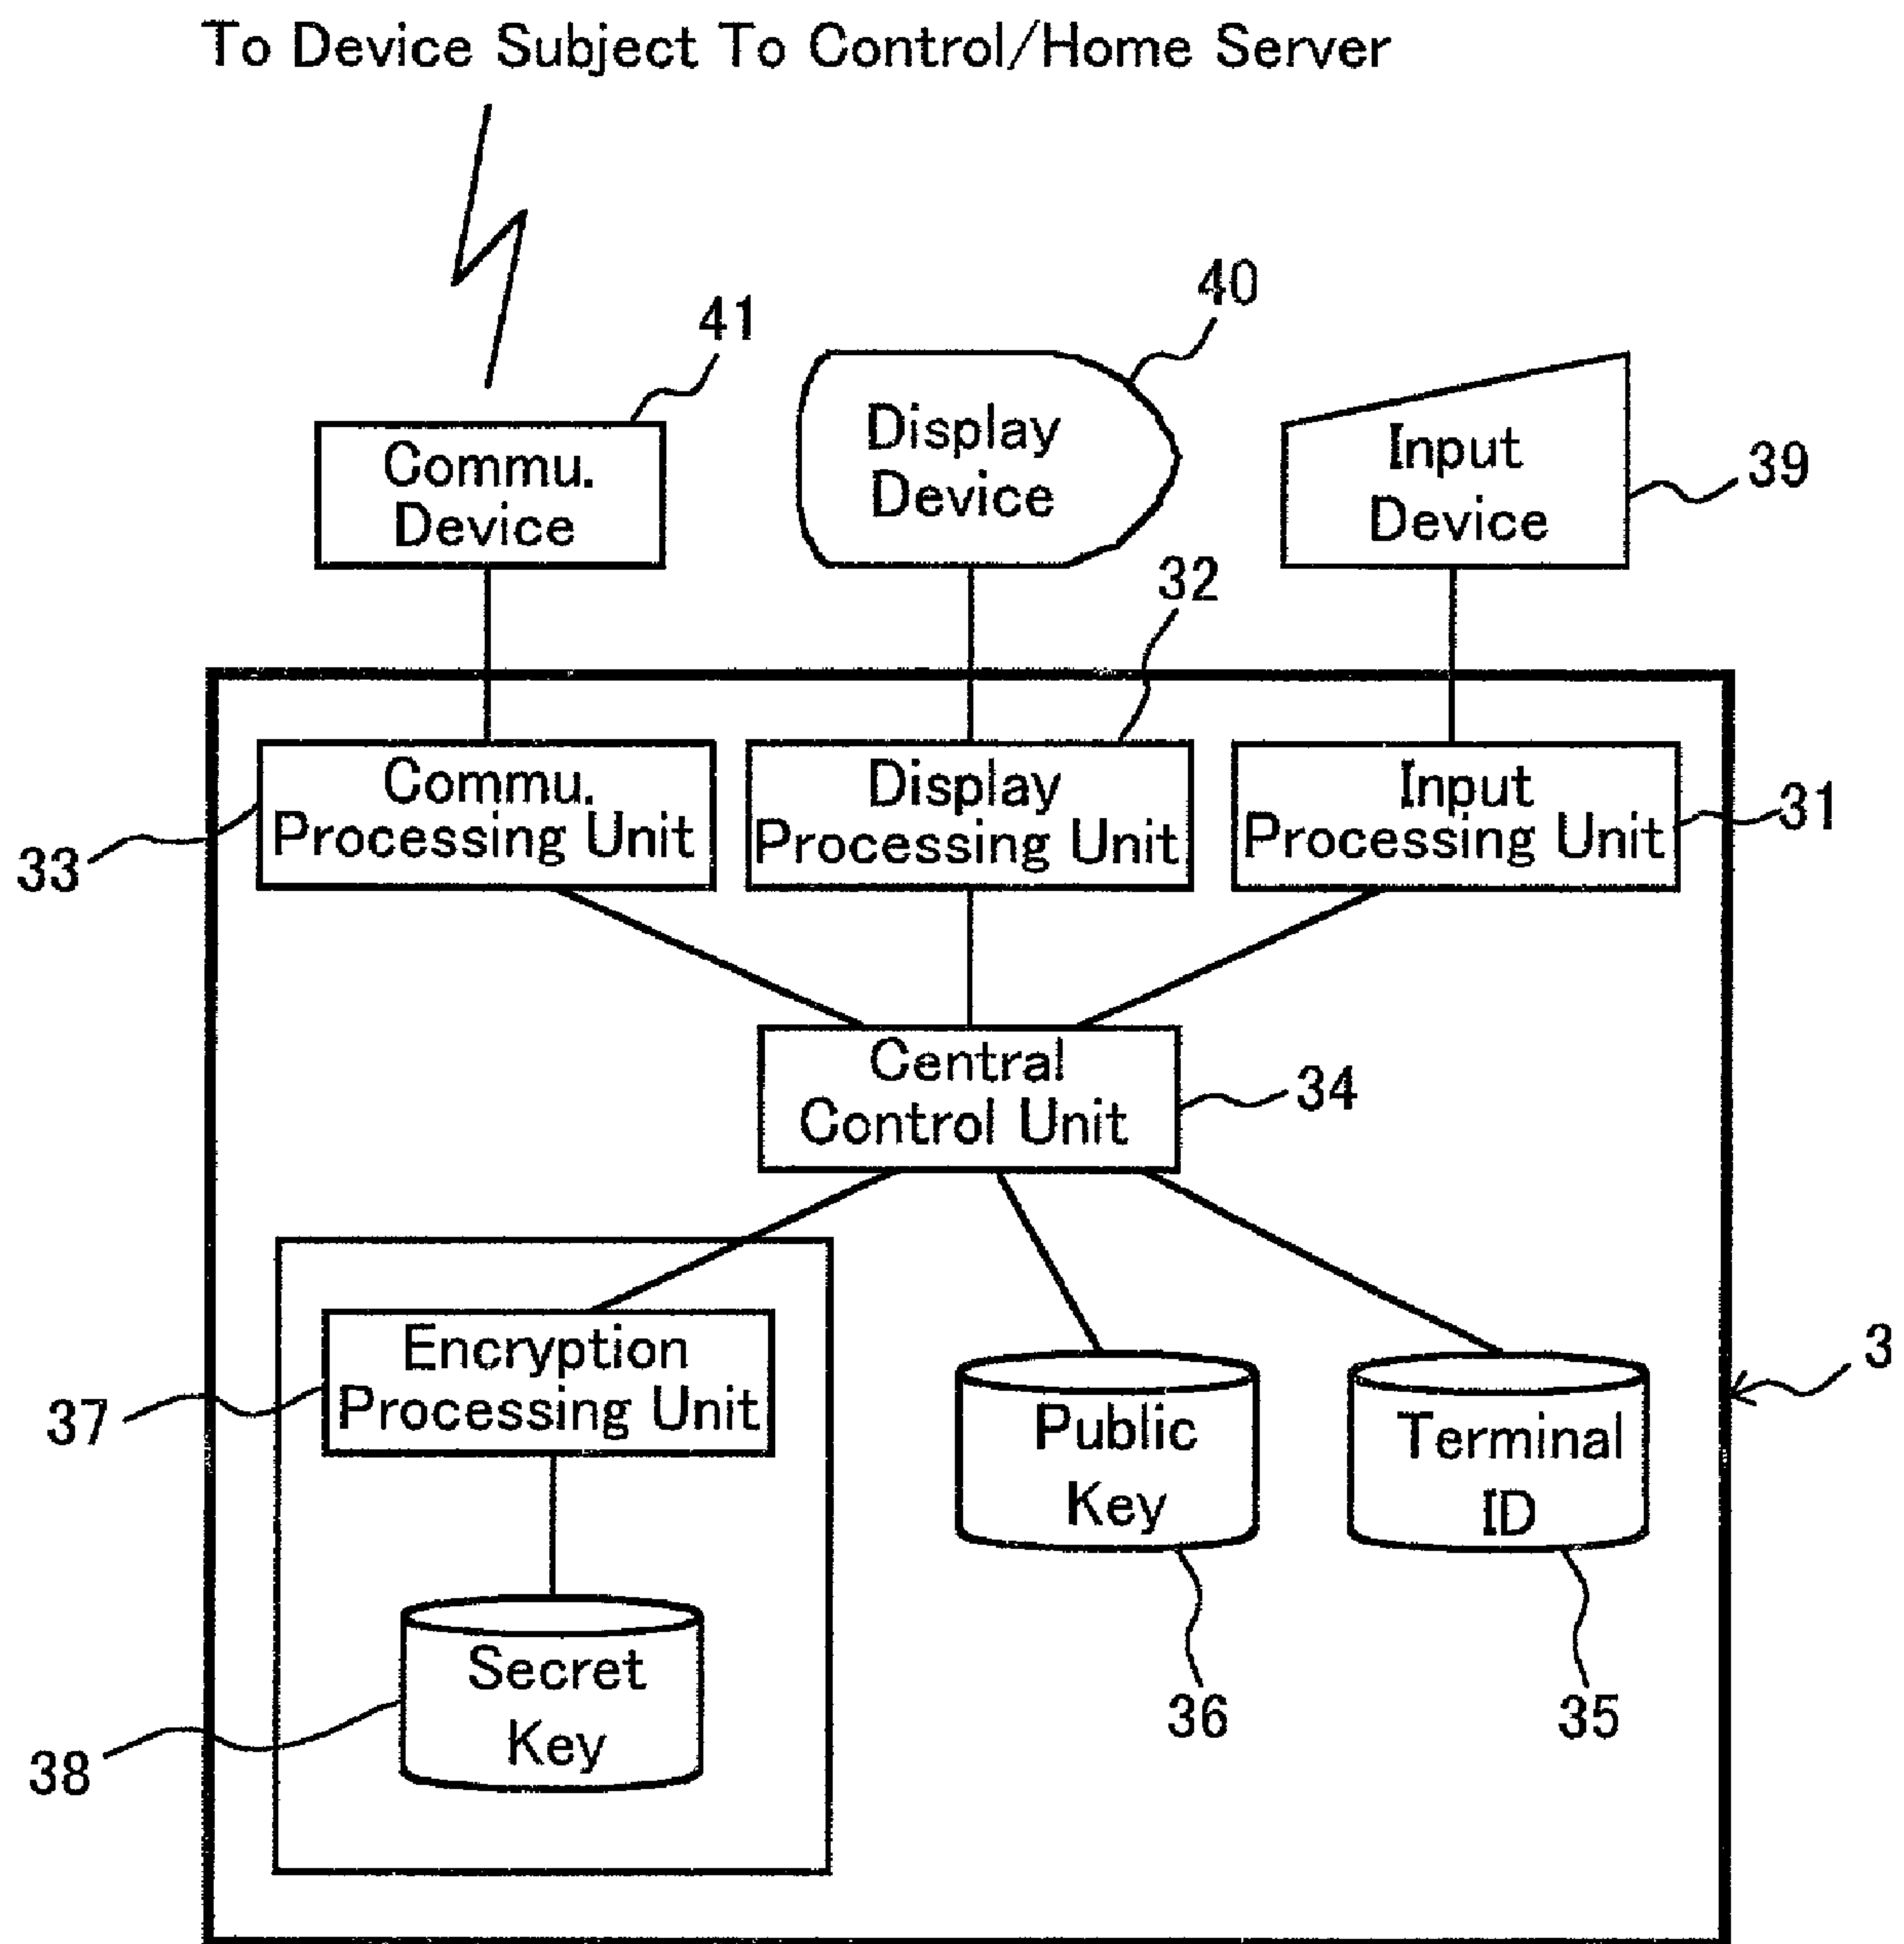 To Device Subject To Control/Home Server
41
40
Commu.
Device
Display
Device
Input
Device
39
32
Commu.
Processing Unit
Display
Processing Unit
Input
Processing Unit
31
33
Central
Control Unit
34
Encryption
Processing Unit
37
Public
Key
Terminal
ID
3
Secret
Key
38
36
35